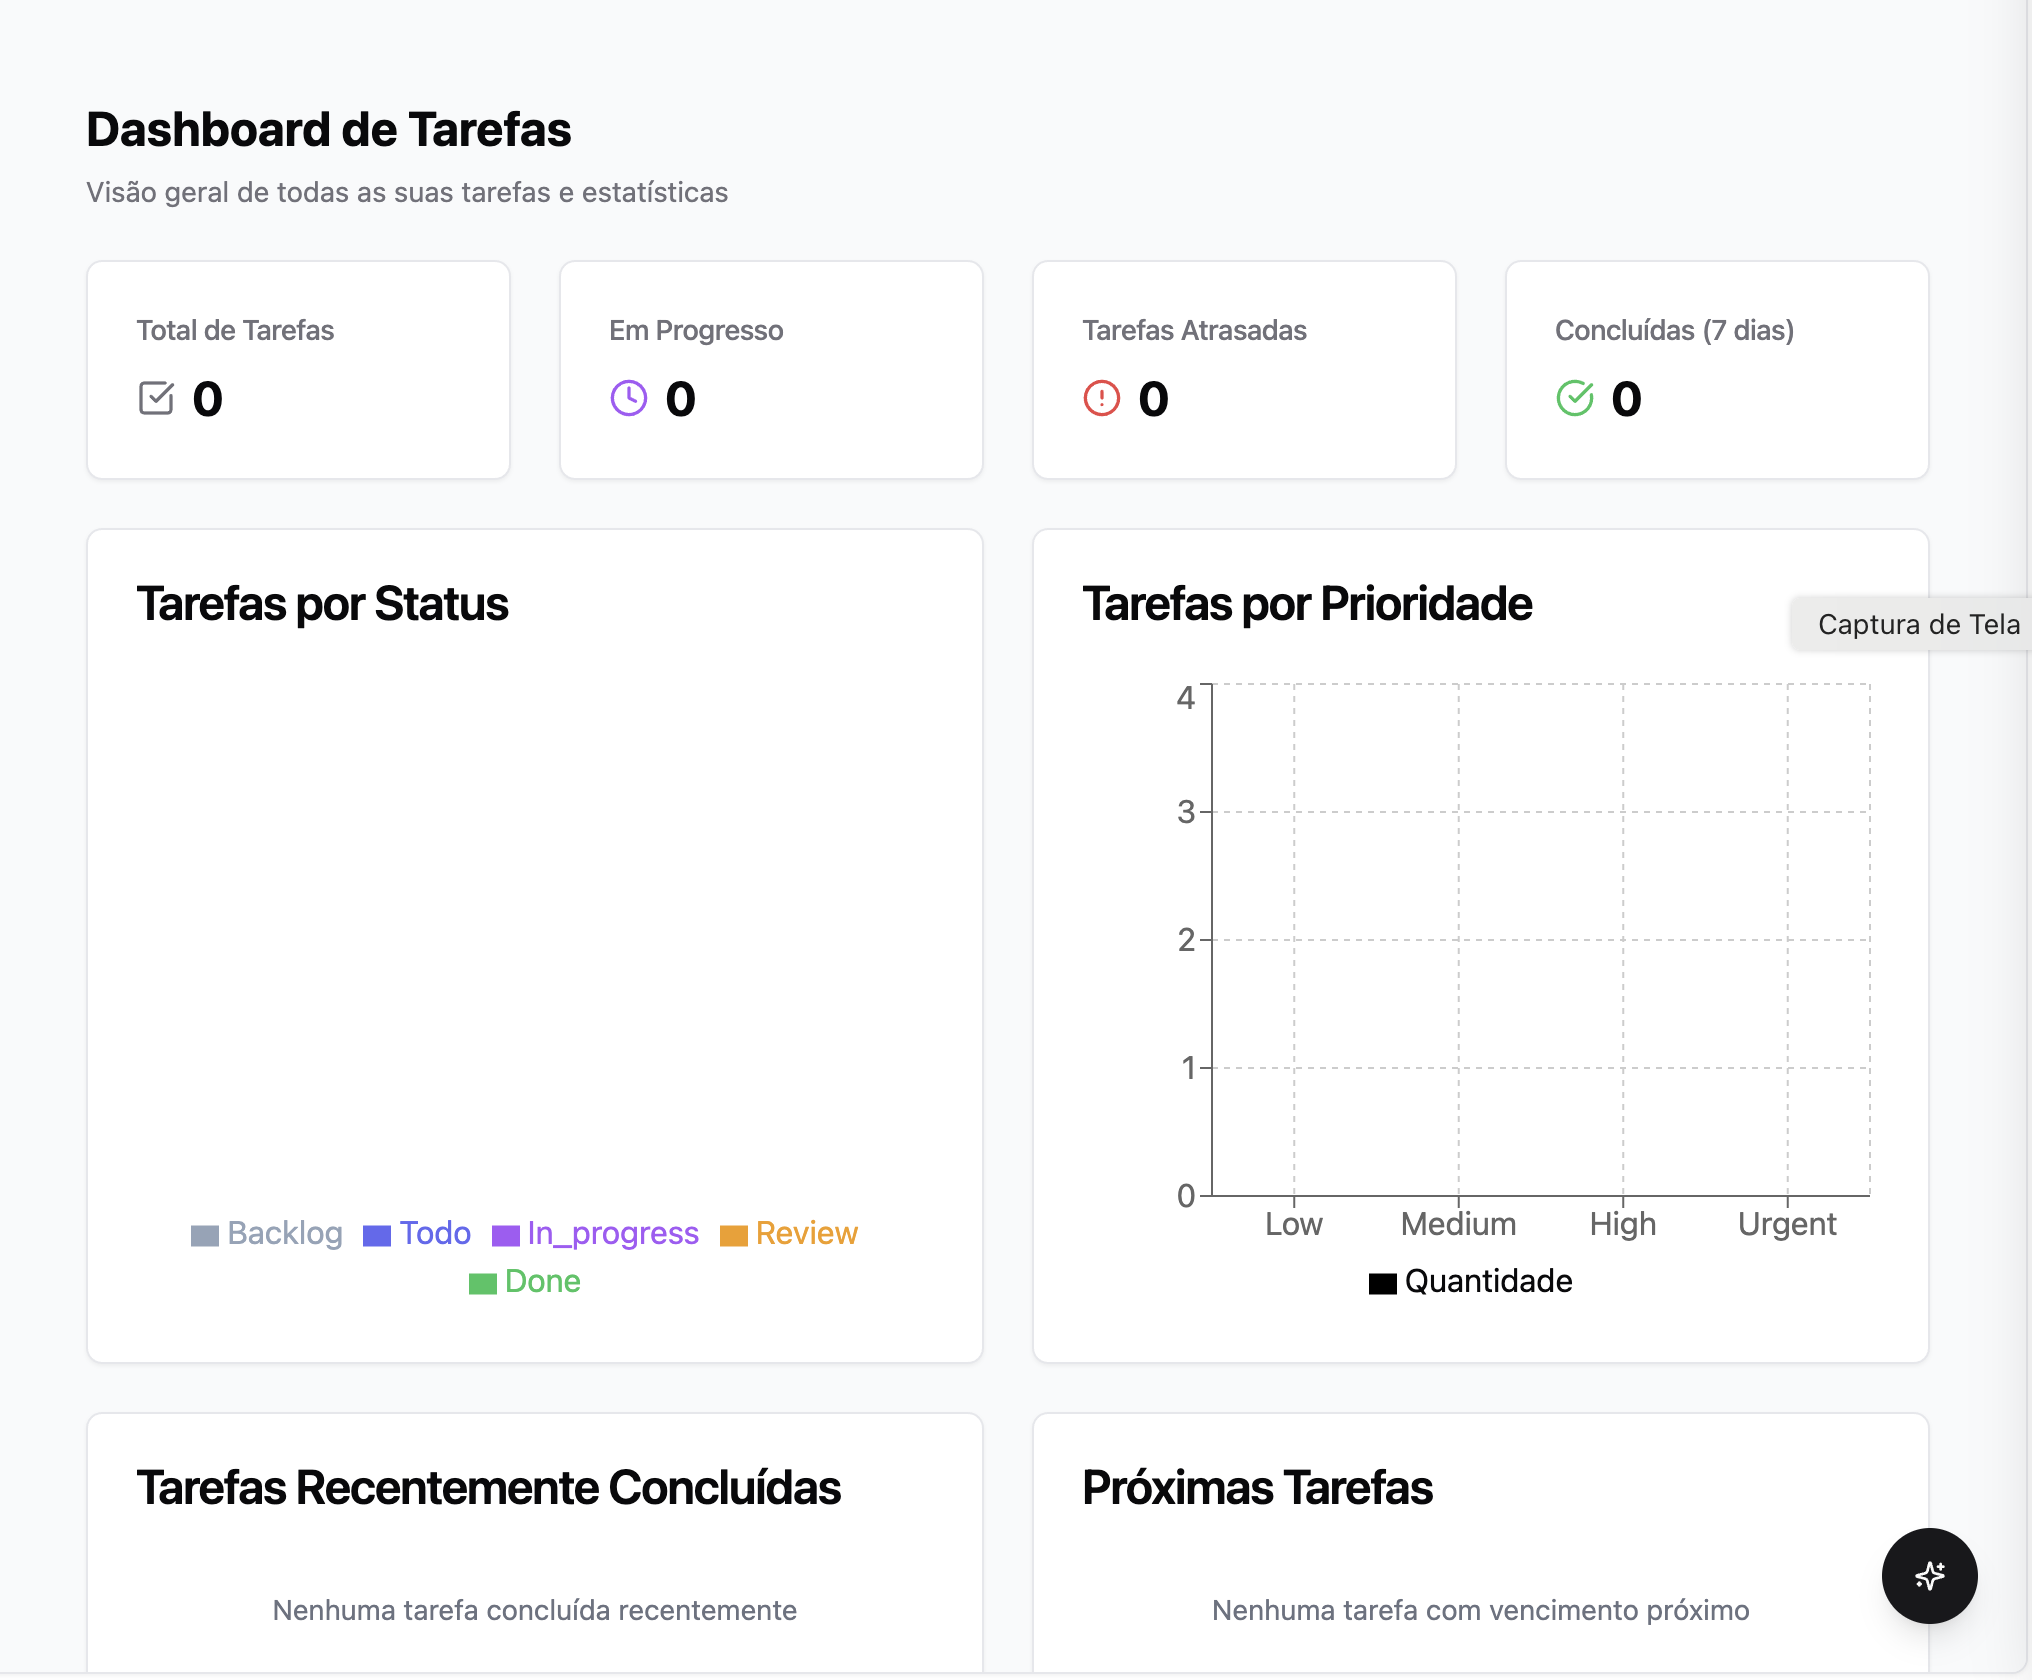 Dashboard de Tarefas
Visão geral de todas as suas tarefas e estatísticas
Total de Tarefas
0
Em Progresso
0
Tarefas Atrasadas
0
Concluídas (7 dias)
0
Tarefas por Status
Backlog Todo In_progress Review
Done
Tarefas por Prioridade
Captura de Tela
4
3
2
1
0
Low Medium High Urgent
Quantidade
Tarefas Recentemente Concluídas
Nenhuma tarefa concluída recentemente
Próximas Tarefas
Nenhuma tarefa com vencimento próximo